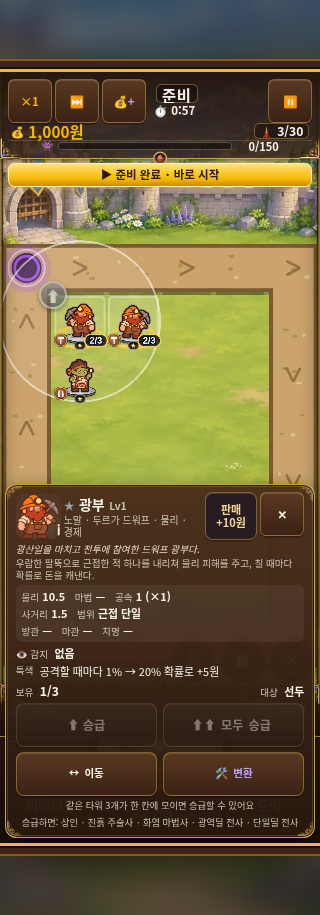 ×1
준비
0:57
1,000원
3/30
0/150
▶ 준비 완료 · 바로 시작
T 2/3 T 2/3
광부 Lv1
노말 · 두르가 드워프 · 물리 ·
경제
판매
+10원
×
광산일을 마치고 전투에 참여한 드워프 광부다.
우람한 팔뚝으로 근접한 적 하나를 내리쳐 물리 피해를 주고, 칠 때마다
확률로 돈을 캐낸다.
물리 10.5 마법 — 공속 1 (×1)
사거리 1.5 범위 근접 단일
방관 — 마관 — 치명 —
감지 없음
특색 공격할 때마다 1% → 20% 확률로 +5원
보유 1/3 대상 선두
승급 모두 승급
↔ 이동 변환
같은 타워 3개가 한 칸에 모이면 승급할 수 있어요
승급하면: 상인 · 진흙 주술사 · 화염 마법사 · 광역딜 전사 · 단일딜 전사